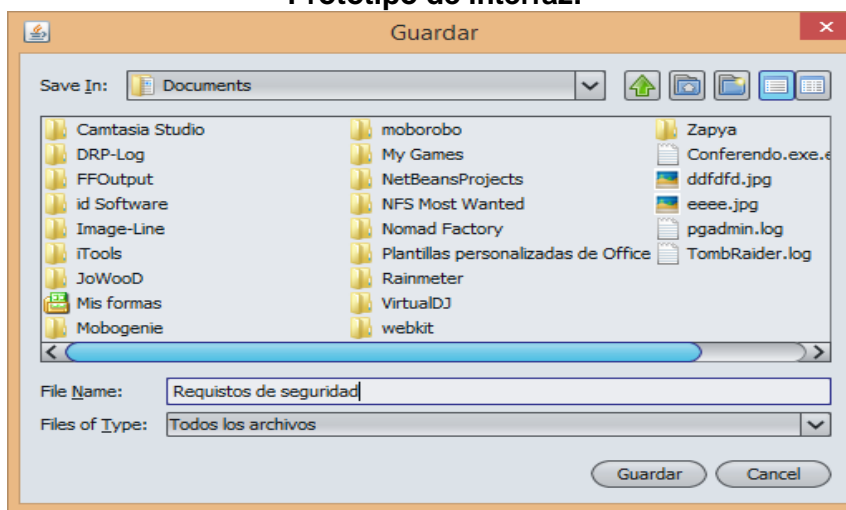 Prototipo de interfaz:
Guardar
Save In: Documents
Camtasia Studio
DRP-Log
FFOutput
id Software
Image-Line
iTools
JoWooD
Mis formas
Mobogenie
moborobo
My Games
NetBeansProjects
NFS Most Wanted
Nomad Factory
Plantillas personalizadas de Office
Rainmeter
VirtualDJ
webkit
Zapya
Conferendo.exe.e
ddfdfd.jpg
eeee.jpg
pgadmin.log
TombRaider.log
File Name: Requistos de seguridad
Files of Type: Todos los archivos
Guardar Cancel